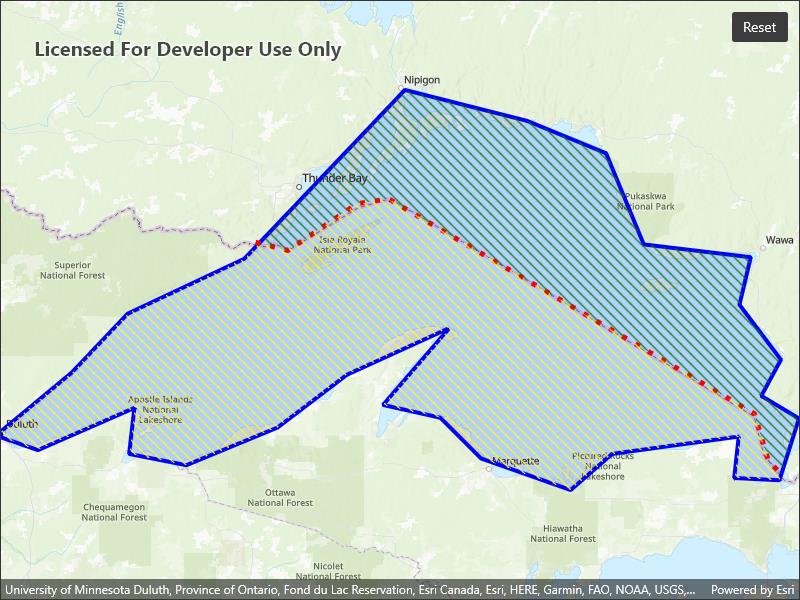 English
Reset
Licensed For Developer Use Only
Nipigon
Thunder Bay
Pukaskwa
National Park
Wawa
Isle Royale
National Park
Superior
National Forest
Apostle Islands
National
Lakeshore
Duluth
Marquette
Pictured Rocks
National
Lakeshore
Ottawa
National Forest
Chequamegon
National Forest
Hiawatha
National Forest
Nicolet
National Forest
University of Minnesota Duluth, Province of Ontario, Fond du Lac Reservation, Esri Canada, Esri, HERE, Garmin, FAO, NOAA, USGS,... Powered by Esri